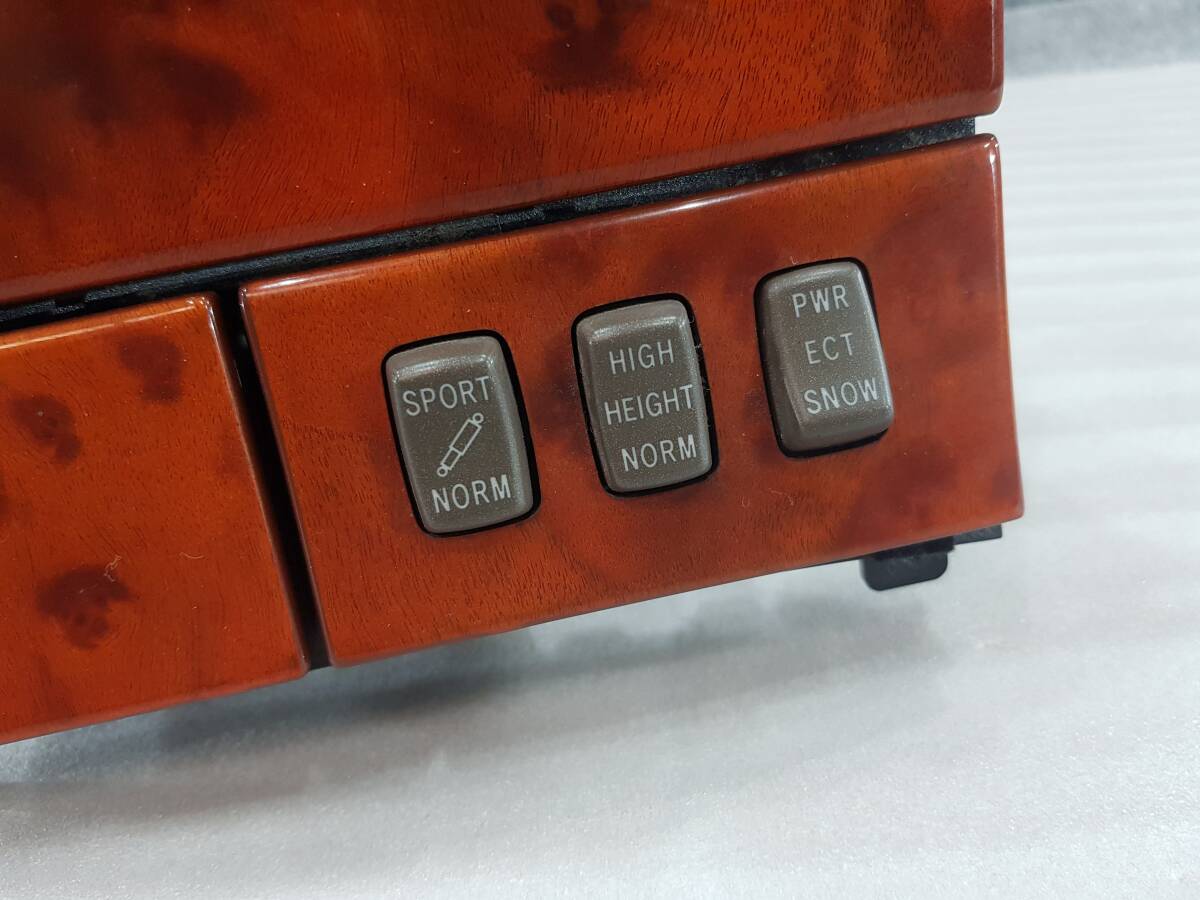 SPORT
NORM
HIGH
HEIGHT
NORM
PWR
ECT
SNOW